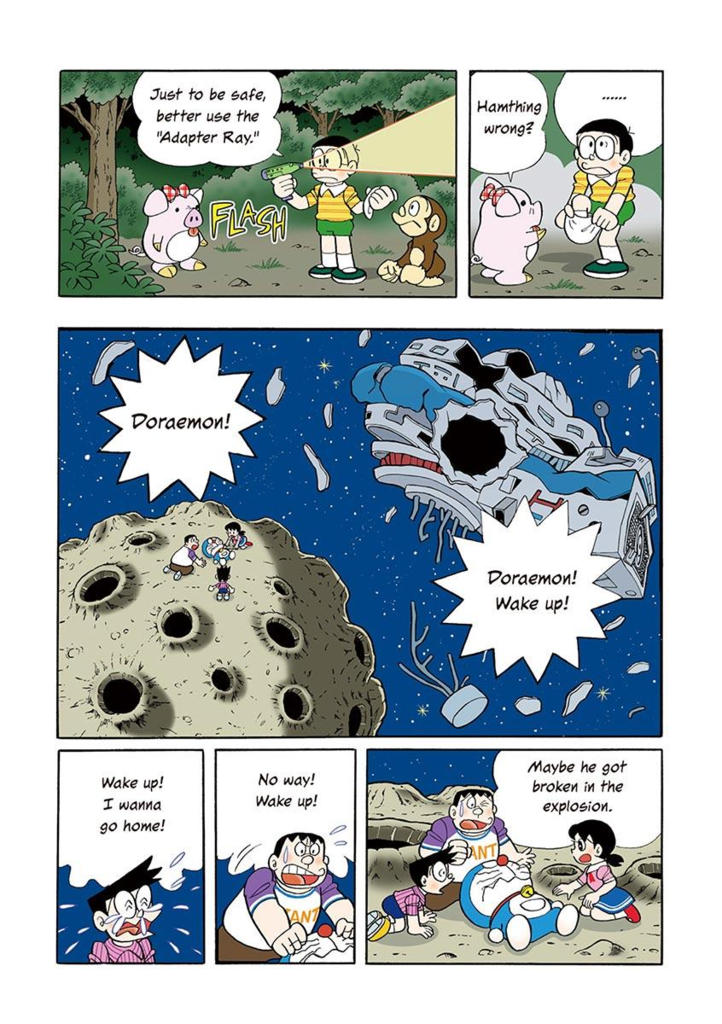 Just to be safe,
better use the
"Adapter Ray."
FLASH
Hamthing
wrong?
......
Doraemon!
Doraemon!
Wake up!
Wake up!
I wanna
go home!
No way!
Wake up!
ANT
Maybe he got
broken in the
explosion.
ANT